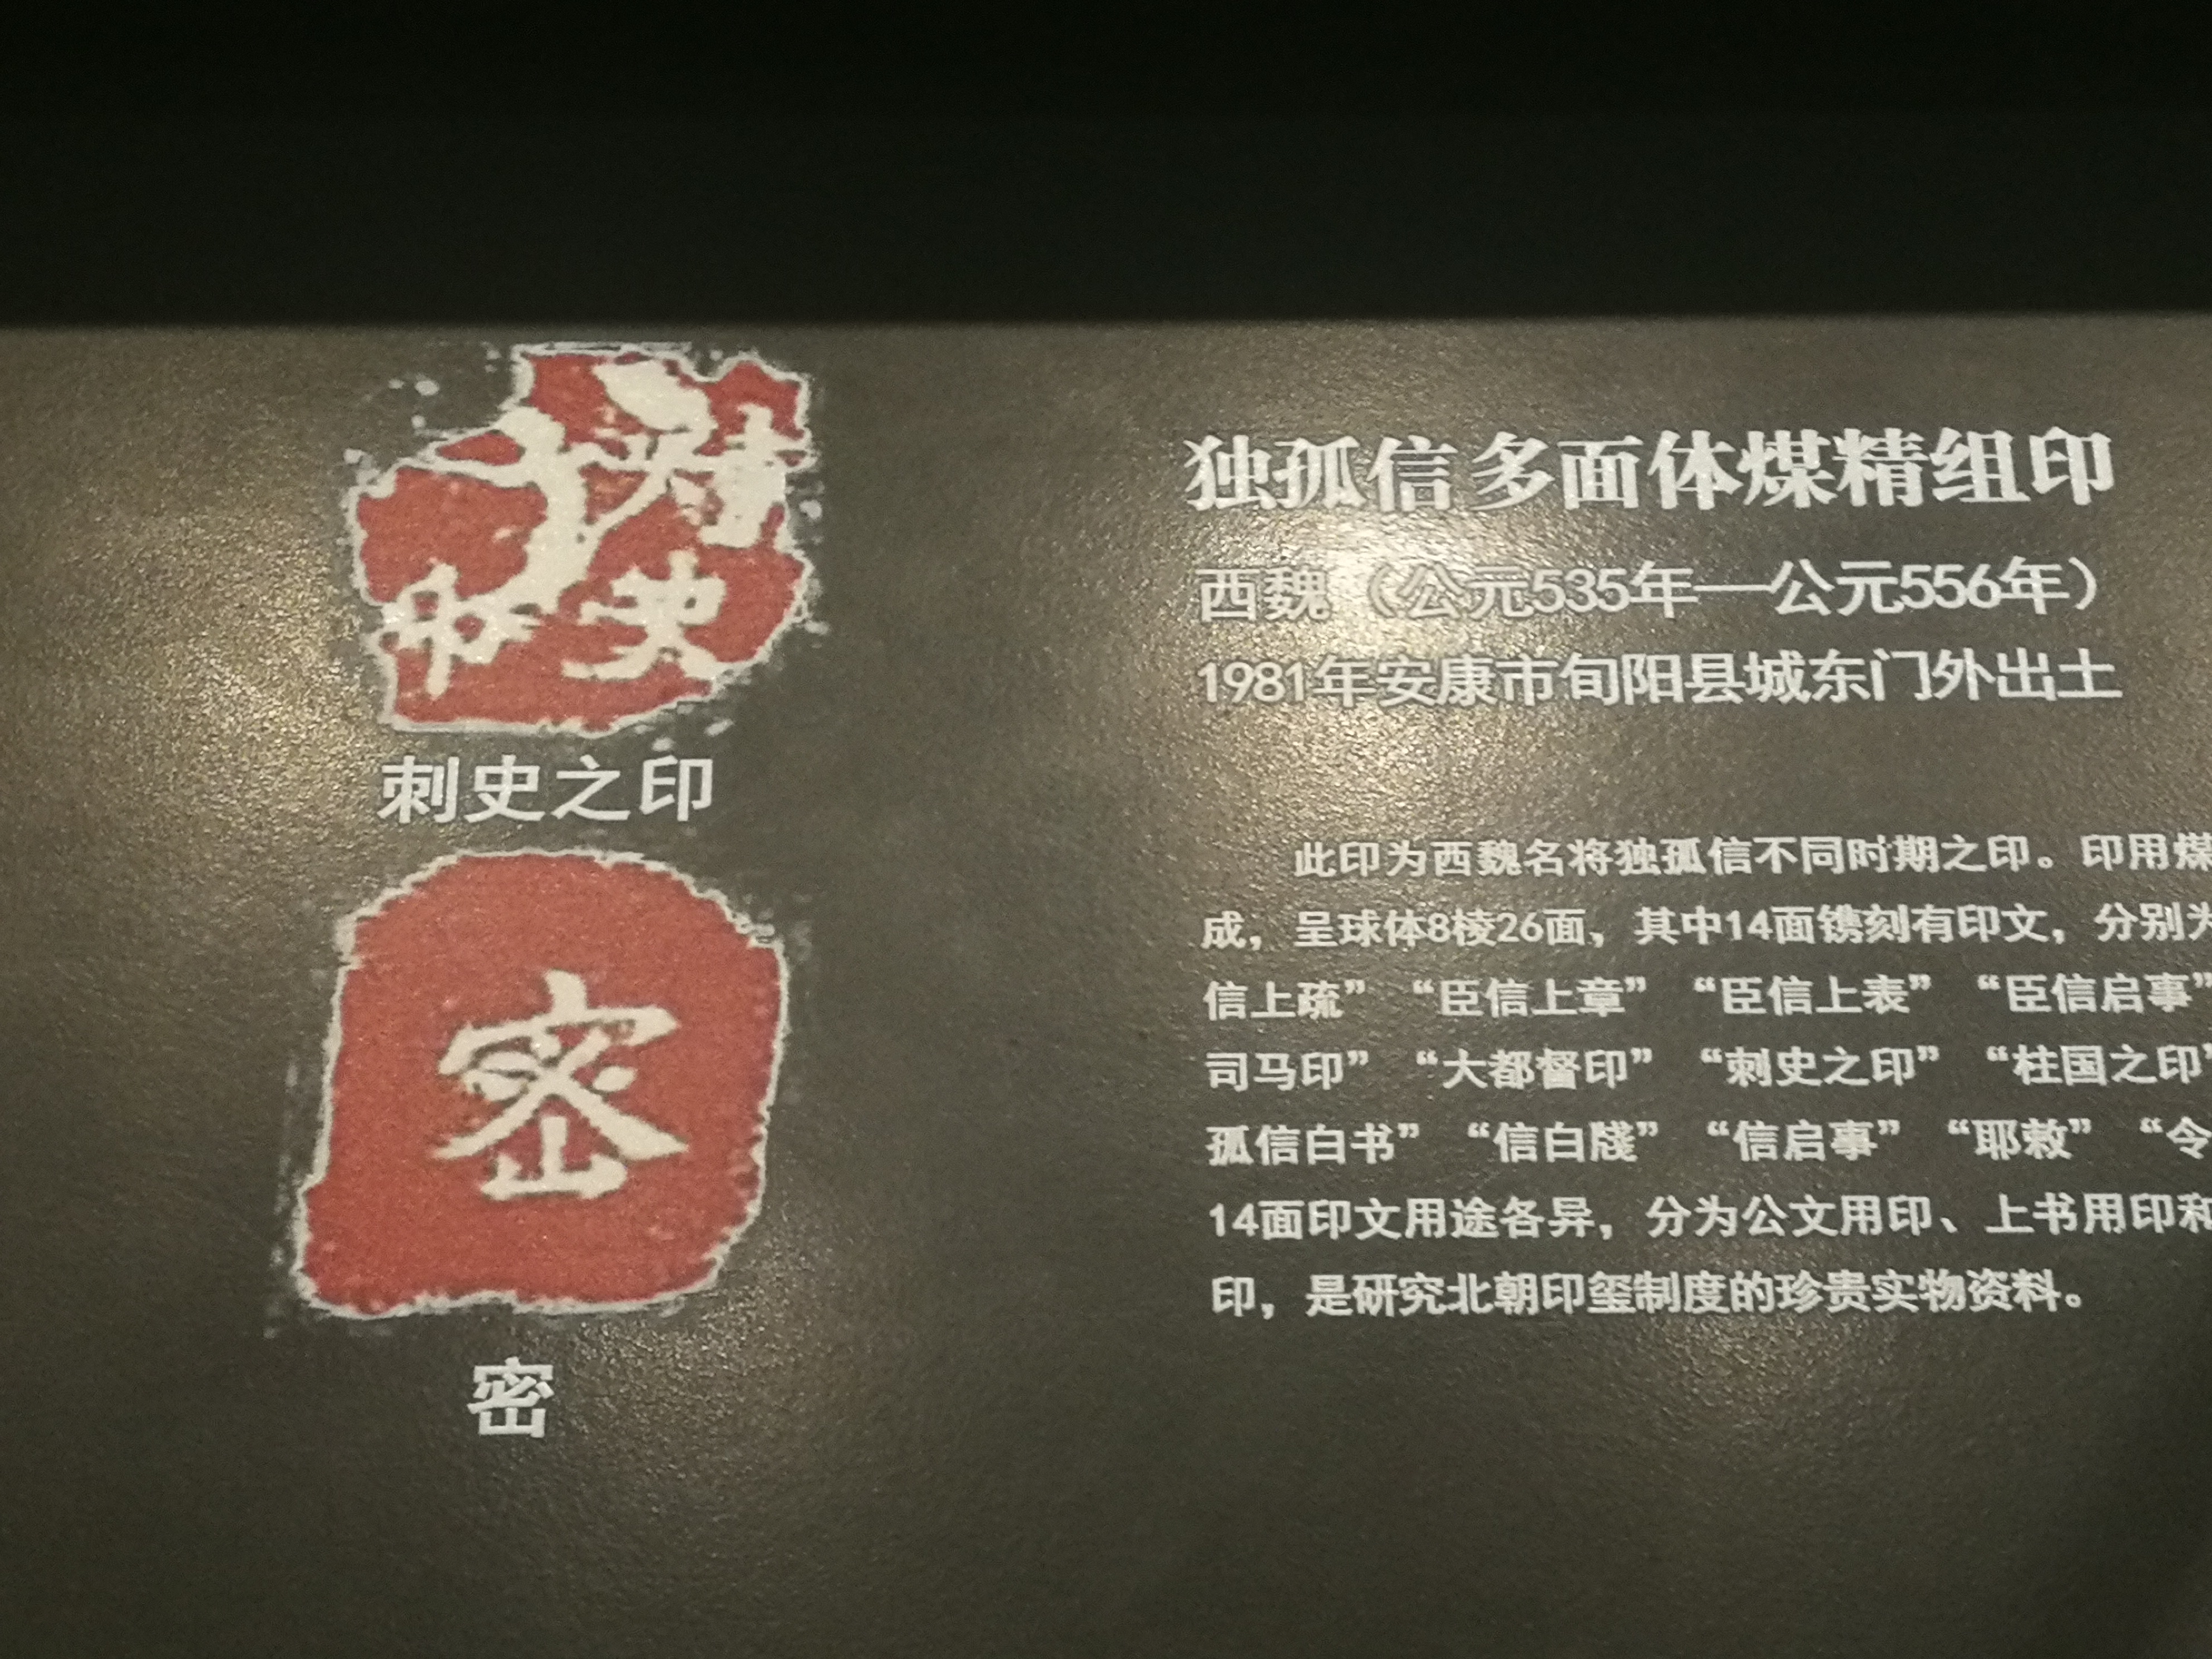 刺史之印
密
密
独孤信多面体煤精组印
西魏（公元535年—公元556年）
1981年安康市旬阳县城东门外出土
此印为西魏名将独孤信不同时期之印。印用煤
成，呈球体8棱26面，其中14面镌刻有印文，分别为
信上疏” “臣信上章” “臣信上表” “臣信启事”
司马印” “大都督印” “刺史之印” “柱国之印”
孤信白书” “信白牋” “信启事” “耶敕” “令
14面印文用途各异，分为公文用印、上书用印和
印，是研究北朝印玺制度的珍贵实物资料。